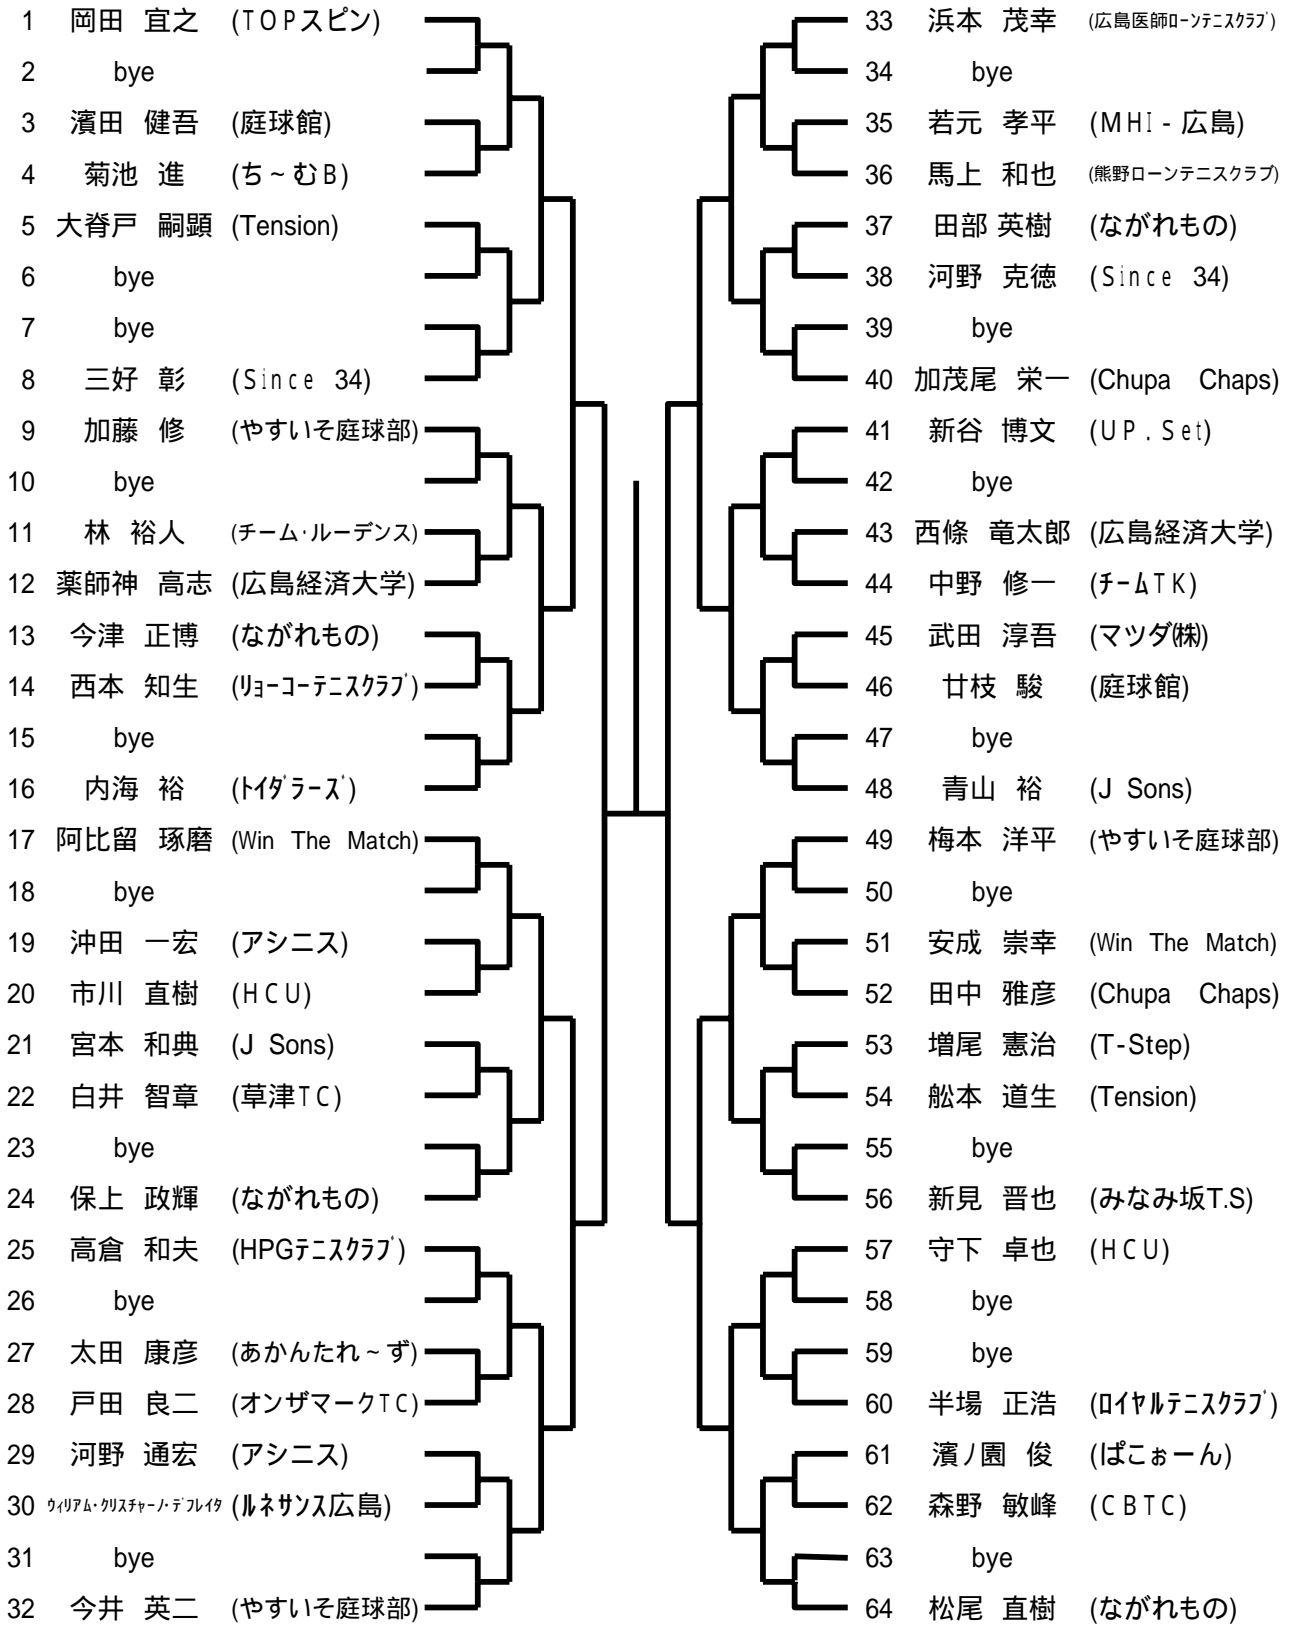 1 岡田 宜之 (TOPスピン)
2 bye
3 濱田 健吾 (庭球館)
4 菊池 進 (ち～むB)
5 大脊戸 嗣顕 (Tension)
6 bye
7 bye
8 三好 彰 (Since 34)
9 加藤 修 (やすいそ庭球部)
10 bye
11 林 裕人 (チーム・ルーデンス)
12 薬師神 高志 (広島経済大学)
13 今津 正博 (ながれもの)
14 西本 知生 (ﾘｮｰｺｰﾃﾆｽｸﾗﾌﾞ)
15 bye
16 内海 裕 (ﾄｲﾀﾞﾗｰｽﾞ)
17 阿比留 琢磨 (Win The Match)
18 bye
19 沖田 一宏 (アシニス)
20 市川 直樹 (HCU)
21 宮本 和典 (J Sons)
22 白井 智章 (草津TC)
23 bye
24 保上 政輝 (ながれもの)
25 高倉 和夫 (HPGﾃﾆｽｸﾗﾌﾞ)
26 bye
27 太田 康彦 (あかんたれ～ず)
28 戸田 良二 (オンザマークTC)
29 河野 通宏 (アシニス)
30 ｳｨﾘｱﾑ･ｸﾘｽﾁｬｰﾉ･ﾃﾞﾌﾚｲﾀ (ﾙﾈｻﾝｽ広島)
31 bye
32 今井 英二 (やすいそ庭球部)
33 浜本 茂幸 (広島医師ﾛｰﾝﾃﾆｽｸﾗﾌﾞ)
34 bye
35 若元 孝平 (MHI-広島)
36 馬上 和也 (熊野ローンテニスクラブ)
37 田部 英樹 (ながれもの)
38 河野 克徳 (Since 34)
39 bye
40 加茂尾 栄一 (Chupa Chaps)
41 新谷 博文 (UP.Set)
42 bye
43 西條 竜太郎 (広島経済大学)
44 中野 修一 (ﾁｰﾑTK)
45 武田 淳吾 (マツダ㈱)
46 廿枝 駿 (庭球館)
47 bye
48 青山 裕 (J Sons)
49 梅本 洋平 (やすいそ庭球部)
50 bye
51 安成 崇幸 (Win The Match)
52 田中 雅彦 (Chupa Chaps)
53 増尾 憲治 (T-Step)
54 舩本 道生 (Tension)
55 bye
56 新見 晋也 (みなみ坂T.S)
57 守下 卓也 (HCU)
58 bye
59 bye
60 半場 正浩 (ﾛｲﾔﾙﾃﾆｽｸﾗﾌﾞ)
61 濱ノ園 俊 (ぱこぉーん)
62 森野 敏峰 (CBTC)
63 bye
64 松尾 直樹 (ながれもの)